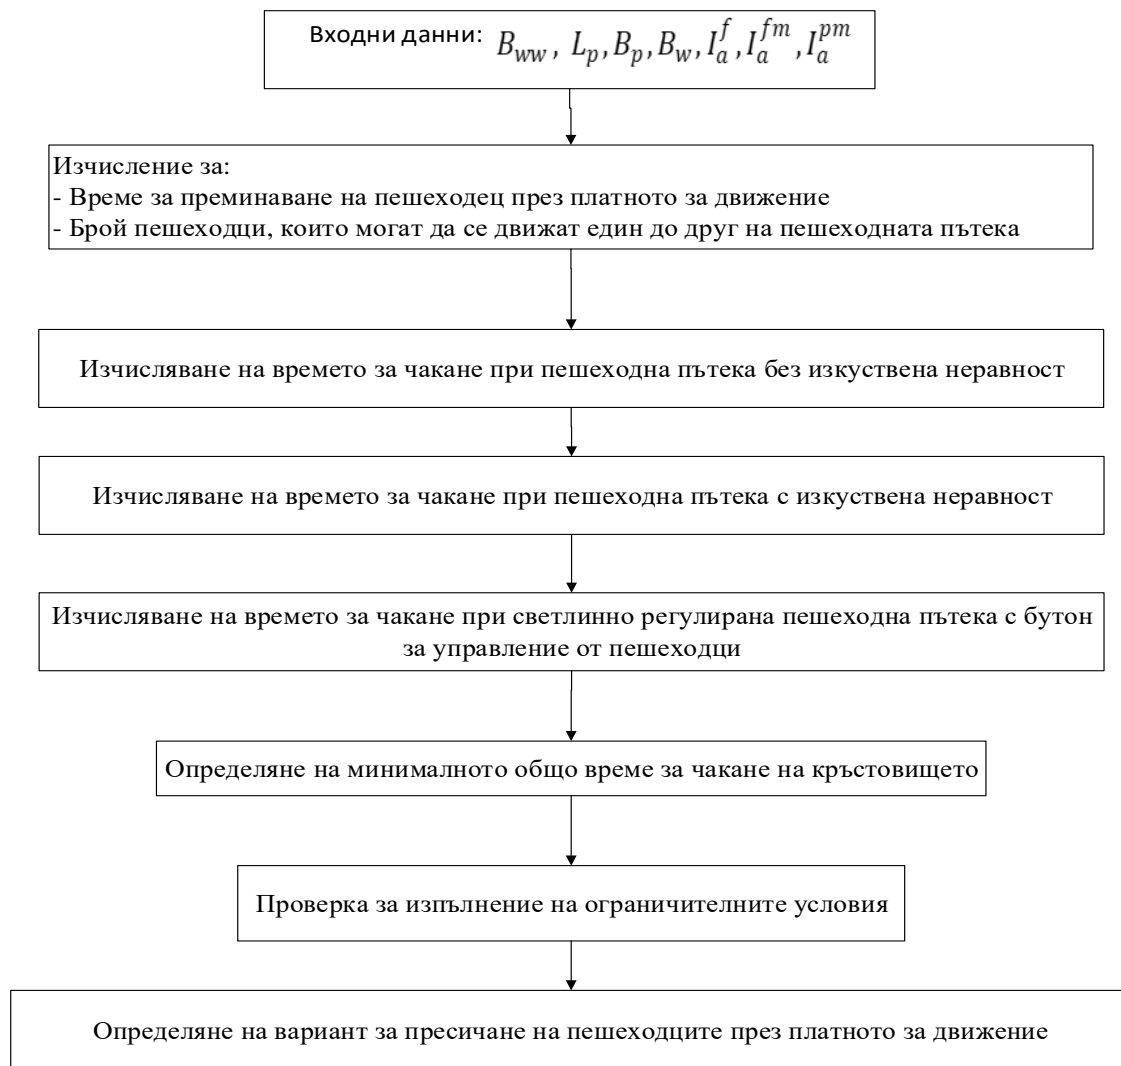 Входни данни: $B_{ww}, L_p, B_p, B_w, I_a^f, I_a^{fm}, I_a^{pm}$
Изчисление за:
- Време за преминаване на пешеходец през платното за движение
- Брой пешеходци, които могат да се движат един до друг на пешеходната пътека
Изчисляване на времето за чакане при пешеходна пътека без изкуствена неравност
Изчисляване на времето за чакане при пешеходна пътека с изкуствена неравност
Изчисляване на времето за чакане при светлинно регулирана пешеходна пътека с бутон
за управление от пешеходци
Определяне на минималното общо време за чакане на кръстовището
Проверка за изпълнение на ограничителните условия
Определяне на вариант за пресичане на пешеходците през платното за движение